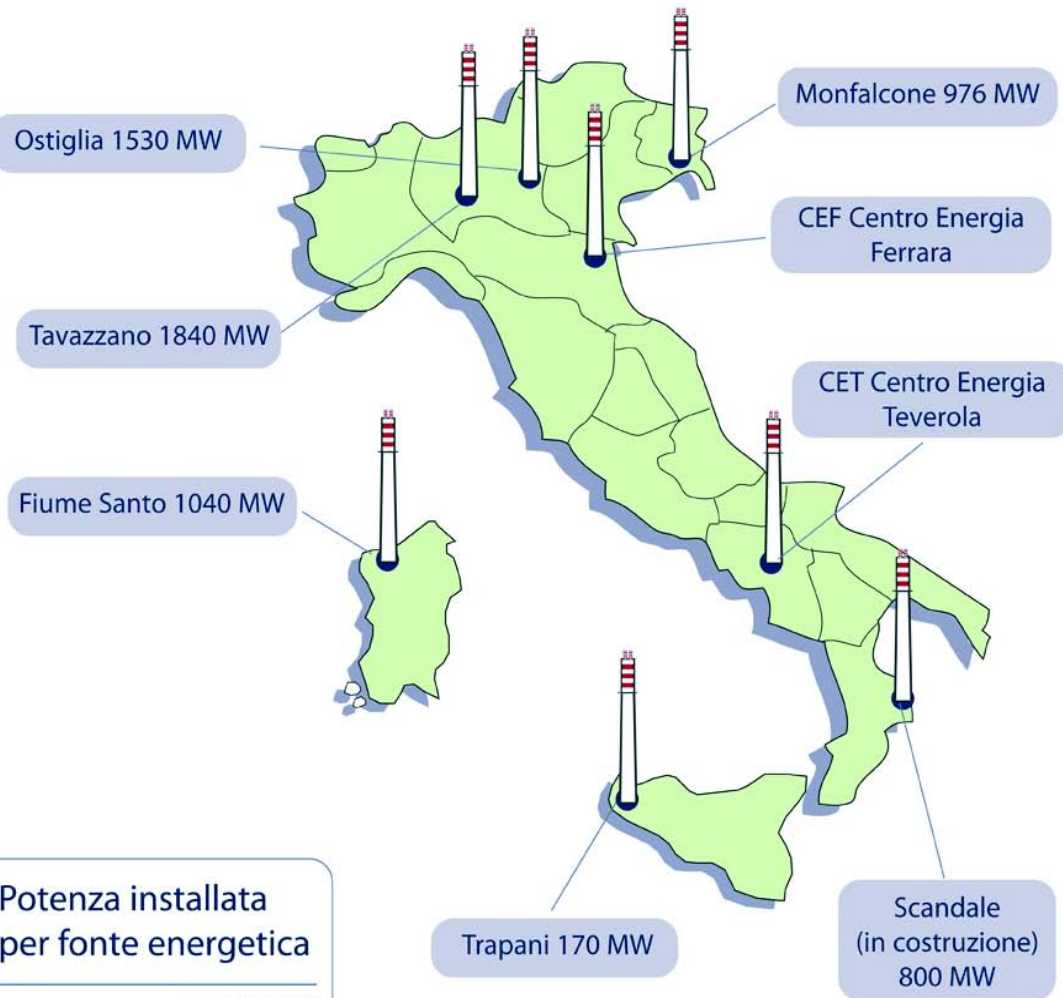 Monfalcone 976 MW
Ostiglia 1530 MW
CEF Centro Energia
Ferrara
Tavazzano 1840 MW
CET Centro Energia
Teverola
Fiume Santo 1040 MW
Potenza installata
per fonte energetica
Trapani 170 MW
Scandale
(in costruzione)
800 MW